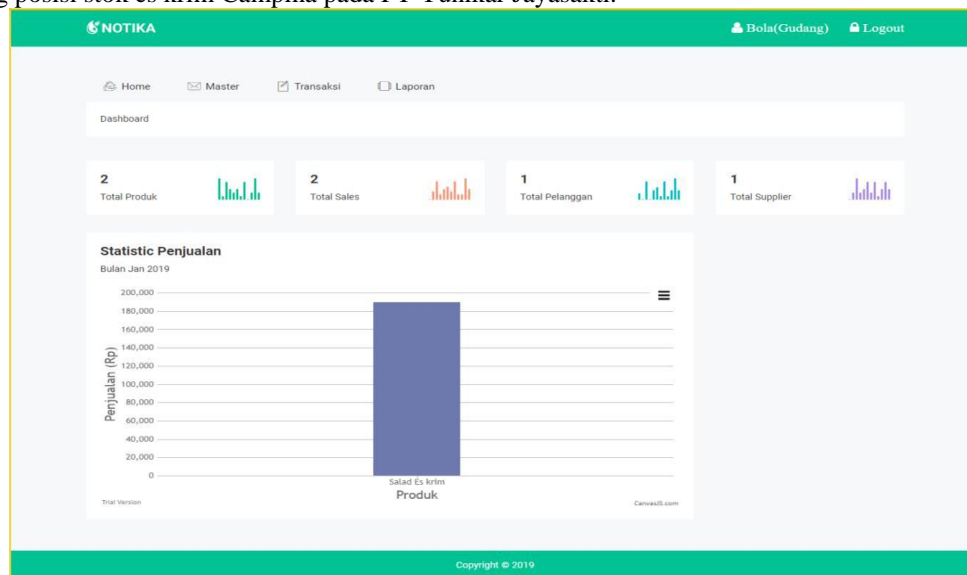 posisi stok es krim Campina pada PT Yunikar Jayasakti.
NOTIKA
Bola(Gudang) Logout
Home Master Transaksi Laporan
Dashboard
2
Total Produk
2
Total Sales
1
Total Pelanggan
1
Total Supplier
Statistic Penjualan
Bulan Jan 2019
200,000
180,000
160,000
140,000
120,000
100,000
80,000
60,000
40,000
20,000
0
Penjualan (Rp)
Salad Es krim
Produk
Trial Version
CanvasJS.com
Copyright © 2019